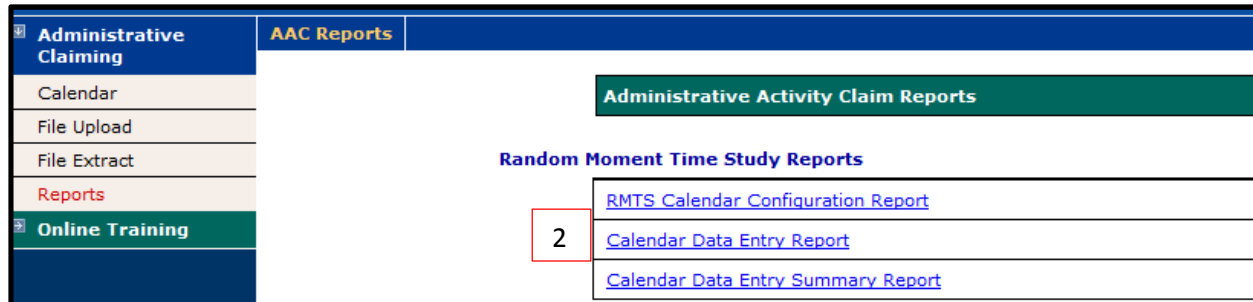 Administrative
Claiming
Calendar
File Upload
File Extract
Reports
Online Training
AAC Reports
Administrative Activity Claim Reports
Random Moment Time Study Reports
RMTS Calendar Configuration Report
2
Calendar Data Entry Report
Calendar Data Entry Summary Report